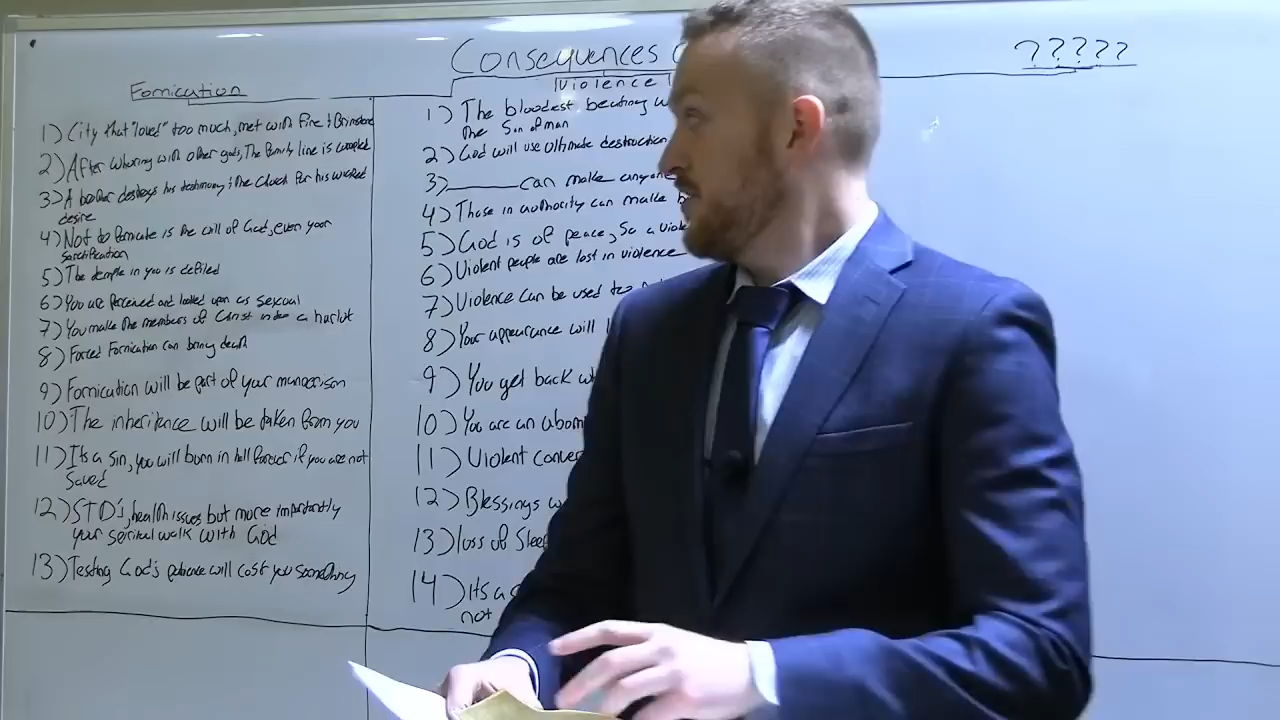 Consequences
?????
Fornication
Violence
1) City that "loved" too much, met with Fire & Brimstone
2) After whoring with other gods, The family line is
3) A brother destroys his testimony & the church for his wicked
desire
4) Not to fornicate is the will of God, even your
Sanctification
5) The temple in you is defiled
6) You are perceived and looked upon as sexual
7) You make the members of Christ a harlot
8) Forced Fornication can bring death
9) Fornication will be part of your
10) The inheritance will be taken from you
11) Its a sin, you will burn in hell forever if you are not
saved
12) STD's, health issues but more importantly
your spiritual walk with God
13) Testing God's patience will cost you something
1) The bloodest beating
the Son of man
2) God will use ultimate destruction
3) ______ can make anyone
4) Those in authority can make
5) God is of peace, So a
6) Violent people are lost in violence
7) Violence can be used
8) Your appearance will
9) You get back
10) You are an
11) Violent
12) Blessings
13) loss of Sleep
14) Its a
not